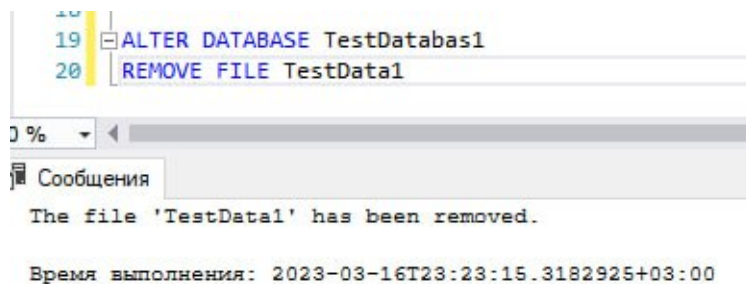 19 ALTER DATABASE TestDatabas1
20 REMOVE FILE TestData1
%
Сообщения
The file 'TestData1' has been removed.
Время выполнения: 2023-03-16T23:23:15.3182925+03:00